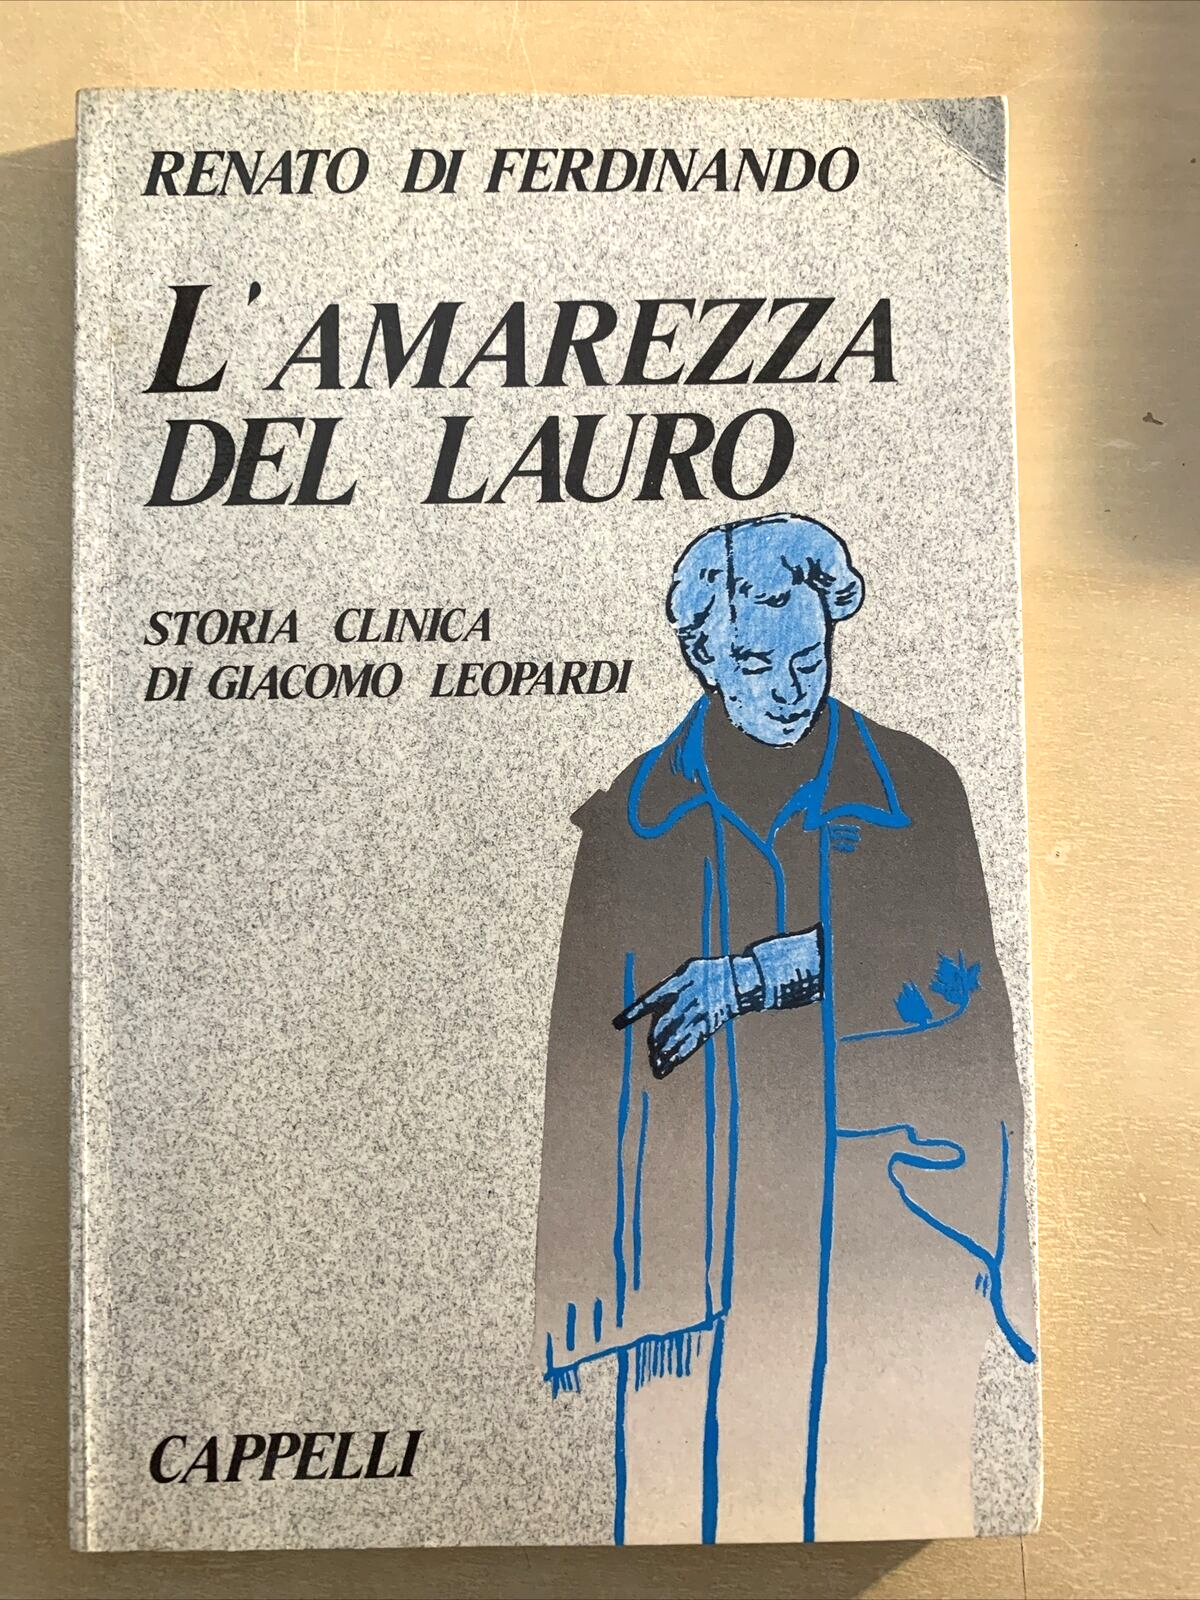 RENATO DI FERDINANDO
L'AMAREZZA
DEL LAURO
STORIA CLINICA
DI GIACOMO LEOPARDI
CAPPELLI